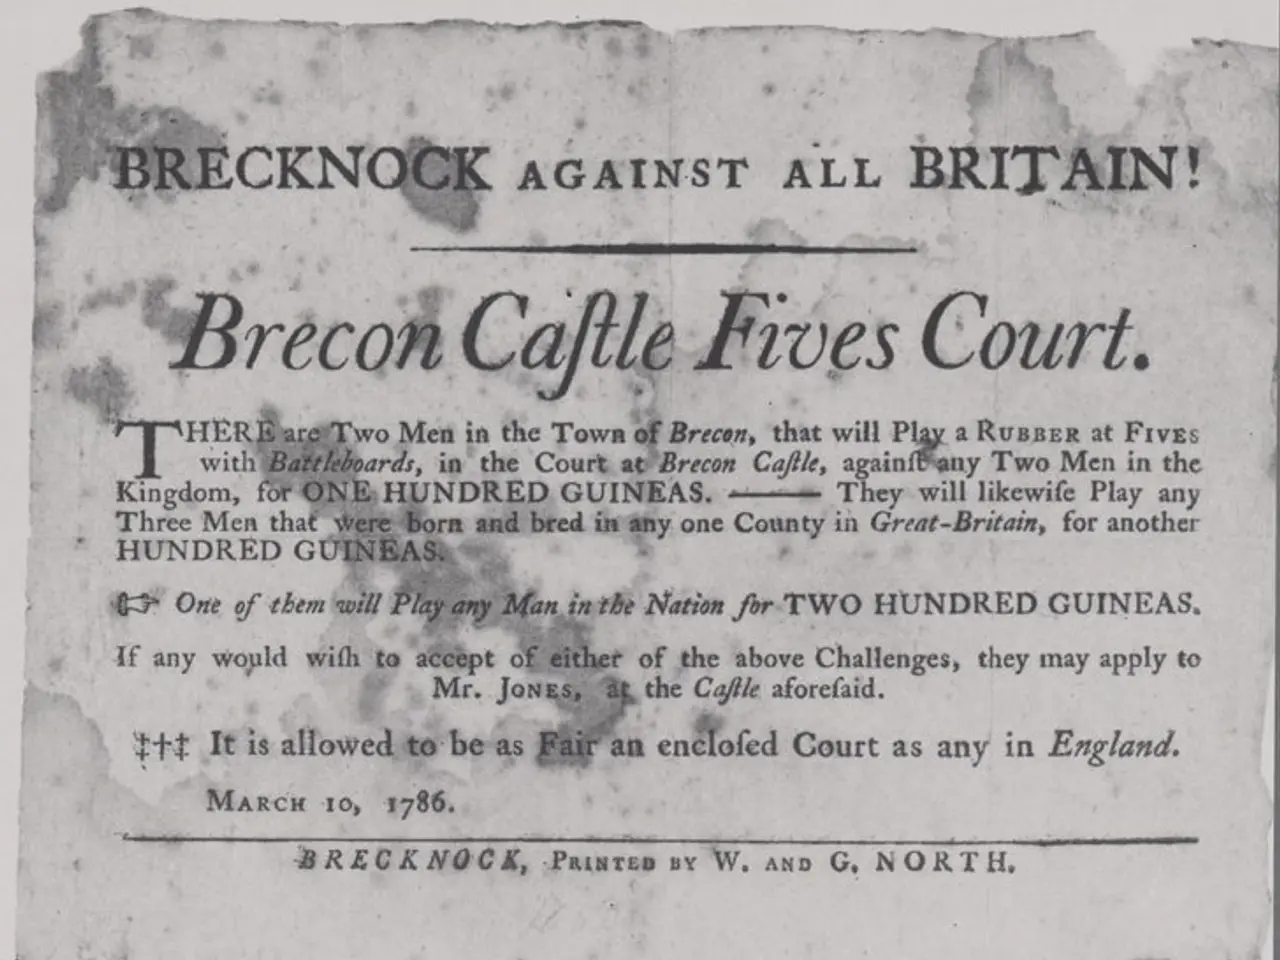 BRECKNOCK AGAINST ALL BRITAIN!
Brecon Caſtle Fives Court.
THERE are Two Men in the Town of Brecon, that will Play a RUBBER at FIVES
with Battleboards, in the Court at Brecon Caſtle, againſt any Two Men in the
Kingdom, for ONE HUNDRED GUINEAS. —— They will likewiſe Play any
Three Men that were born and bred in any one County in Great-Britain, for another
HUNDRED GUINEAS.
☞ One of them will Play any Man in the Nation for TWO HUNDRED GUINEAS.
If any would wiſh to accept of either of the above Challenges, they may apply to
Mr. JONES, at the Caſtle aforeſaid.
‡†‡ It is allowed to be as Fair an encloſed Court as any in England.
MARCH 10, 1786.
BRECKNOCK, PRINTED BY W. AND G. NORTH.